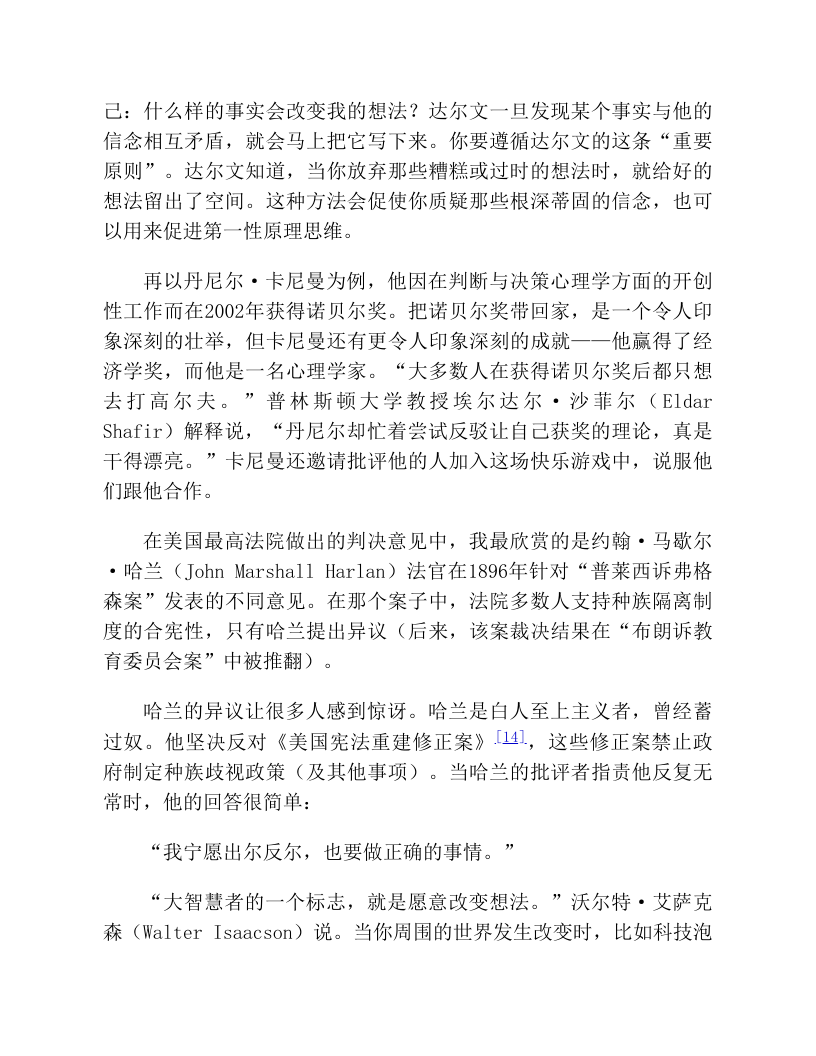 己：什么样的事实会改变我的想法？达尔文一旦发现某个事实与他的
信念相互矛盾，就会马上把它写下来。你要遵循达尔文的这条“重要
原则”。达尔文知道，当你放弃那些糟糕或过时的想法时，就给好的
想法留出了空间。这种方法会促使你质疑那些根深蒂固的信念，也可
以用来促进第一性原理思维。
再以丹尼尔·卡尼曼为例，他因在判断与决策心理学方面的开创
性工作而在2002年获得诺贝尔奖。把诺贝尔奖带回家，是一个令人印
象深刻的壮举，但卡尼曼还有更令人印象深刻的成就——他赢得了经
济学奖，而他是一名心理学家。“大多数人在获得诺贝尔奖后都只想
去打高尔夫。”普林斯顿大学教授埃尔达尔·沙菲尔（Eldar
Shafir）解释说，“丹尼尔却忙着尝试反驳让自己获奖的理论，真是
干得漂亮。”卡尼曼还邀请批评他的人加入这场快乐游戏中，说服他
们跟他合作。
在美国最高法院做出的判决意见中，我最欣赏的是约翰·马歇尔
·哈兰（John Marshall Harlan）法官在1896年针对“普莱西诉弗格
森案”发表的不同意见。在那个案子中，法院多数人支持种族隔离制
度的合宪性，只有哈兰提出异议（后来，该案裁决结果在“布朗诉教
育委员会案”中被推翻）。
哈兰的异议让很多人感到惊讶。哈兰是白人至上主义者，曾经蓄
过奴。他坚决反对《美国宪法重建修正案》[14]，这些修正案禁止政
府制定种族歧视政策（及其他事项）。当哈兰的批评者指责他反复无
常时，他的回答很简单：
“我宁愿出尔反尔，也要做正确的事情。”
“大智慧者的一个标志，就是愿意改变想法。”沃尔特·艾萨克
森（Walter Isaacson）说。当你周围的世界发生改变时，比如科技泡